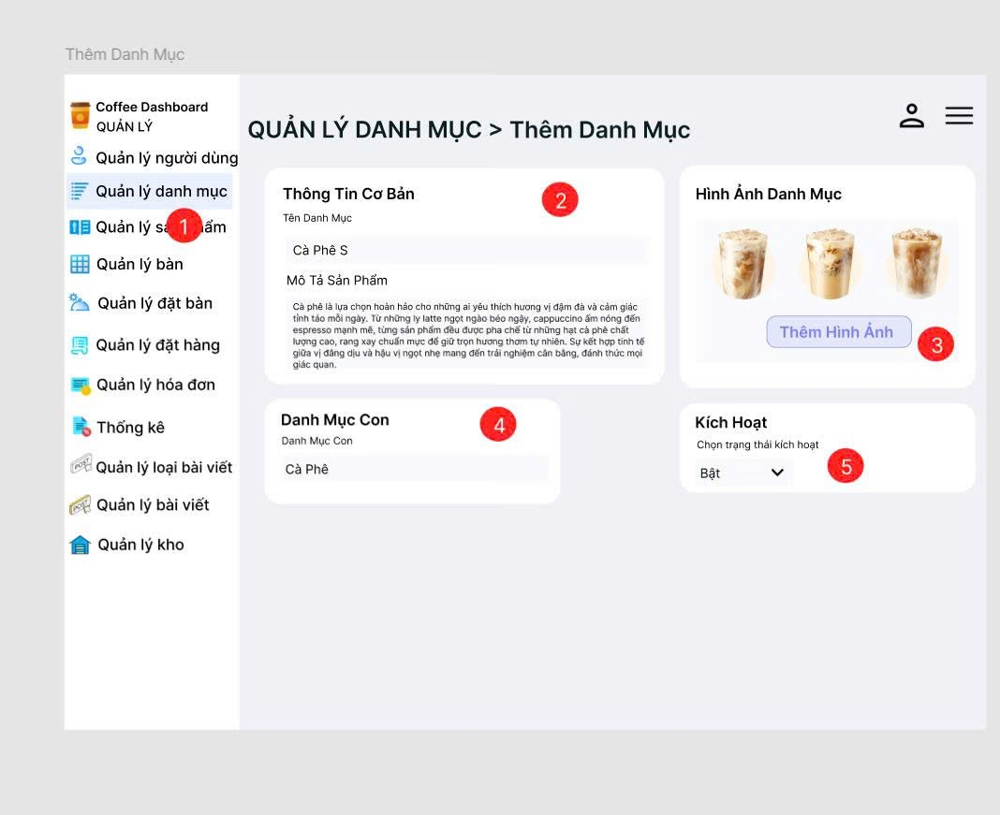 Thêm Danh Mục
Coffee Dashboard
QUẢN LÝ
Quản lý người dùng
Quản lý danh mục
Quản lý
1
Quản lý bàn
Quản lý đặt bàn
Quản lý đặt hàng
Quản lý hóa đơn
Thống kê
Quản lý loại bài viết
Quản lý bài viết
Quản lý kho
QUẢN LÝ DANH MỤC > Thêm Danh Mục
Thông Tin Cơ Bản
2
Tên Danh Mục
Cà Phê S
Mô Tả Sản Phẩm
Cà phê là lựa chọn hoàn hảo cho những ai yêu thích hương vị đậm đà và cảm giác
tỉnh táo mỗi ngày. Từ những ly latte ngọt ngào béo ngậy, cappuccino ấm nóng đến
espresso mạnh mẽ, từng sản phẩm đều được pha chế từ những hạt cà phê chất
lượng cao, rang xay chuẩn mực để giữ trọn hương thơm tự nhiên. Sự kết hợp tinh tế
giữa vị đắng dịu và hậu vị ngọt nhẹ mang đến trải nghiệm cân bằng, đánh thức mọi
giác quan.
Hình Ảnh Danh Mục
Thêm Hình Ảnh
3
Danh Mục Con
4
Danh Mục Con
Cà Phê
Kích Hoạt
Chọn trạng thái kích hoạt
5
Bật